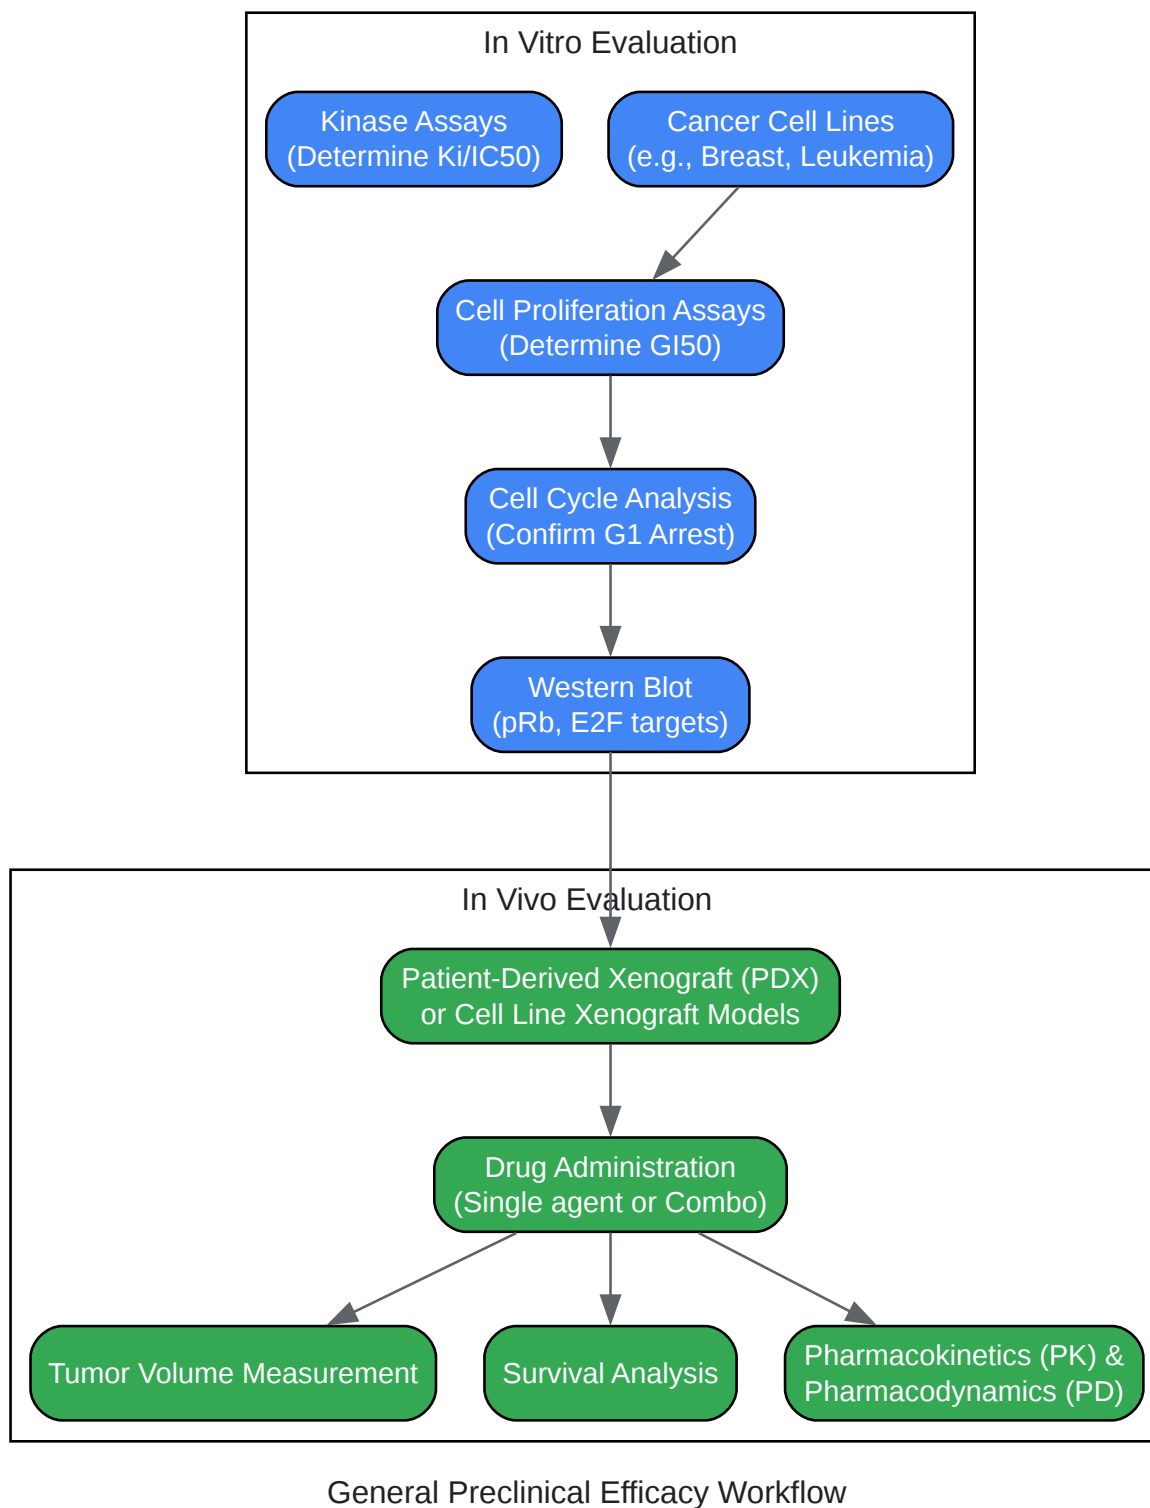 In Vitro Evaluation
Kinase Assays
(Determine Ki/IC50)
Cancer Cell Lines
(e.g., Breast, Leukemia)
Cell Proliferation Assays
(Determine GI50)
Cell Cycle Analysis
(Confirm G1 Arrest)
Western Blot
(pRb, E2F targets)
In Vivo Evaluation
Patient-Derived Xenograft (PDX)
or Cell Line Xenograft Models
Drug Administration
(Single agent or Combo)
Tumor Volume Measurement
Survival Analysis
Pharmacokinetics (PK) &
Pharmacodynamics (PD)
General Preclinical Efficacy Workflow